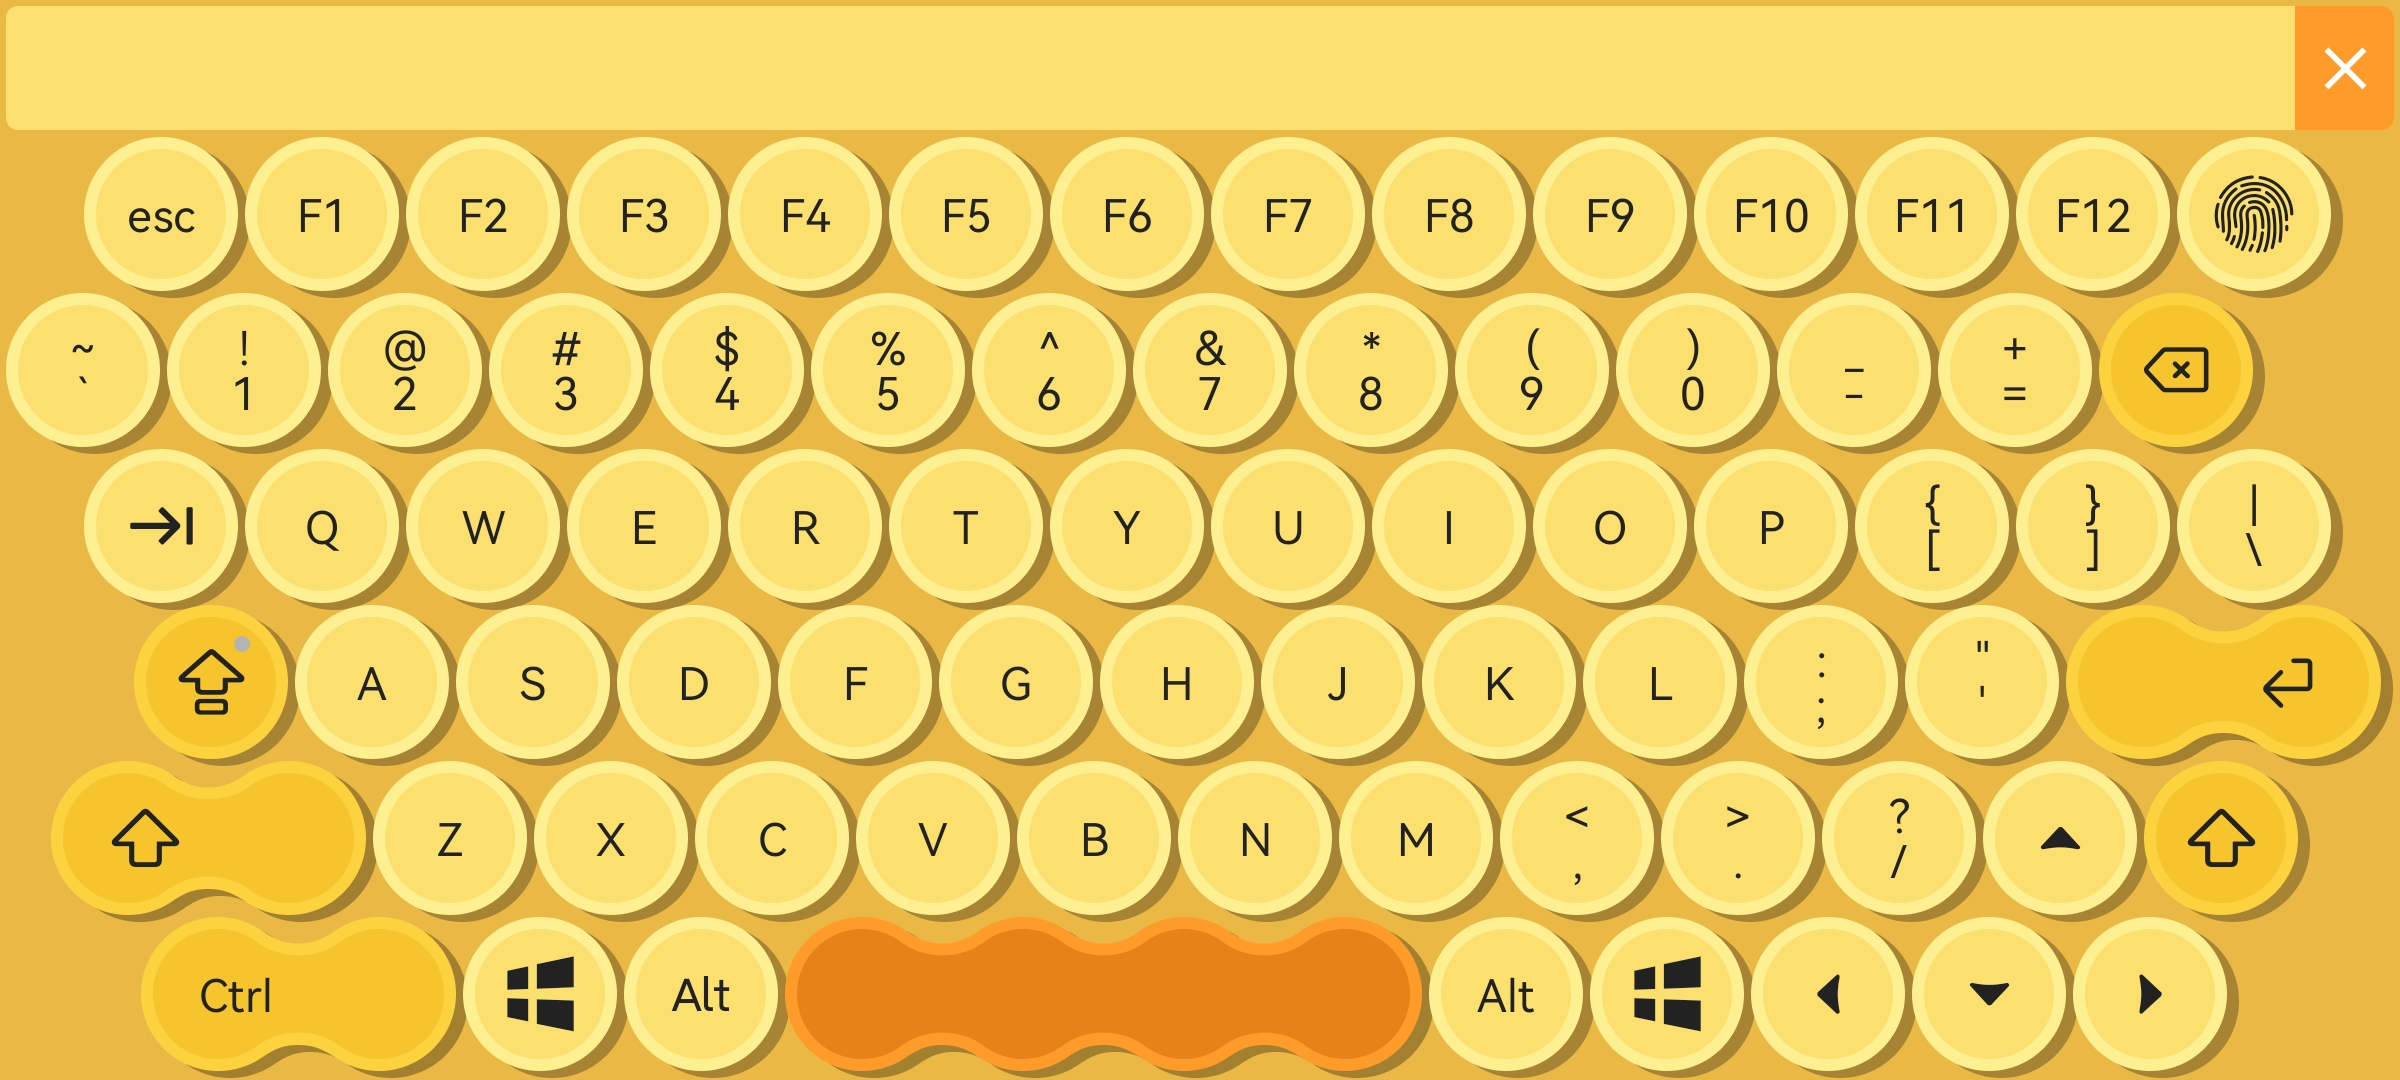 esc F1 F2 F3 F4 F5 F6 F7 F8 F9 F10 F11 F12
~ ! @ # $ % ^ & * ( ) _ +
` 1 2 3 4 5 6 7 8 9 0 - =
Q W E R T Y U I O P { } |
[ ] \
A S D F G H J K L : "
; '
Z X C V B N M < > ?
, . /
Ctrl Alt Alt